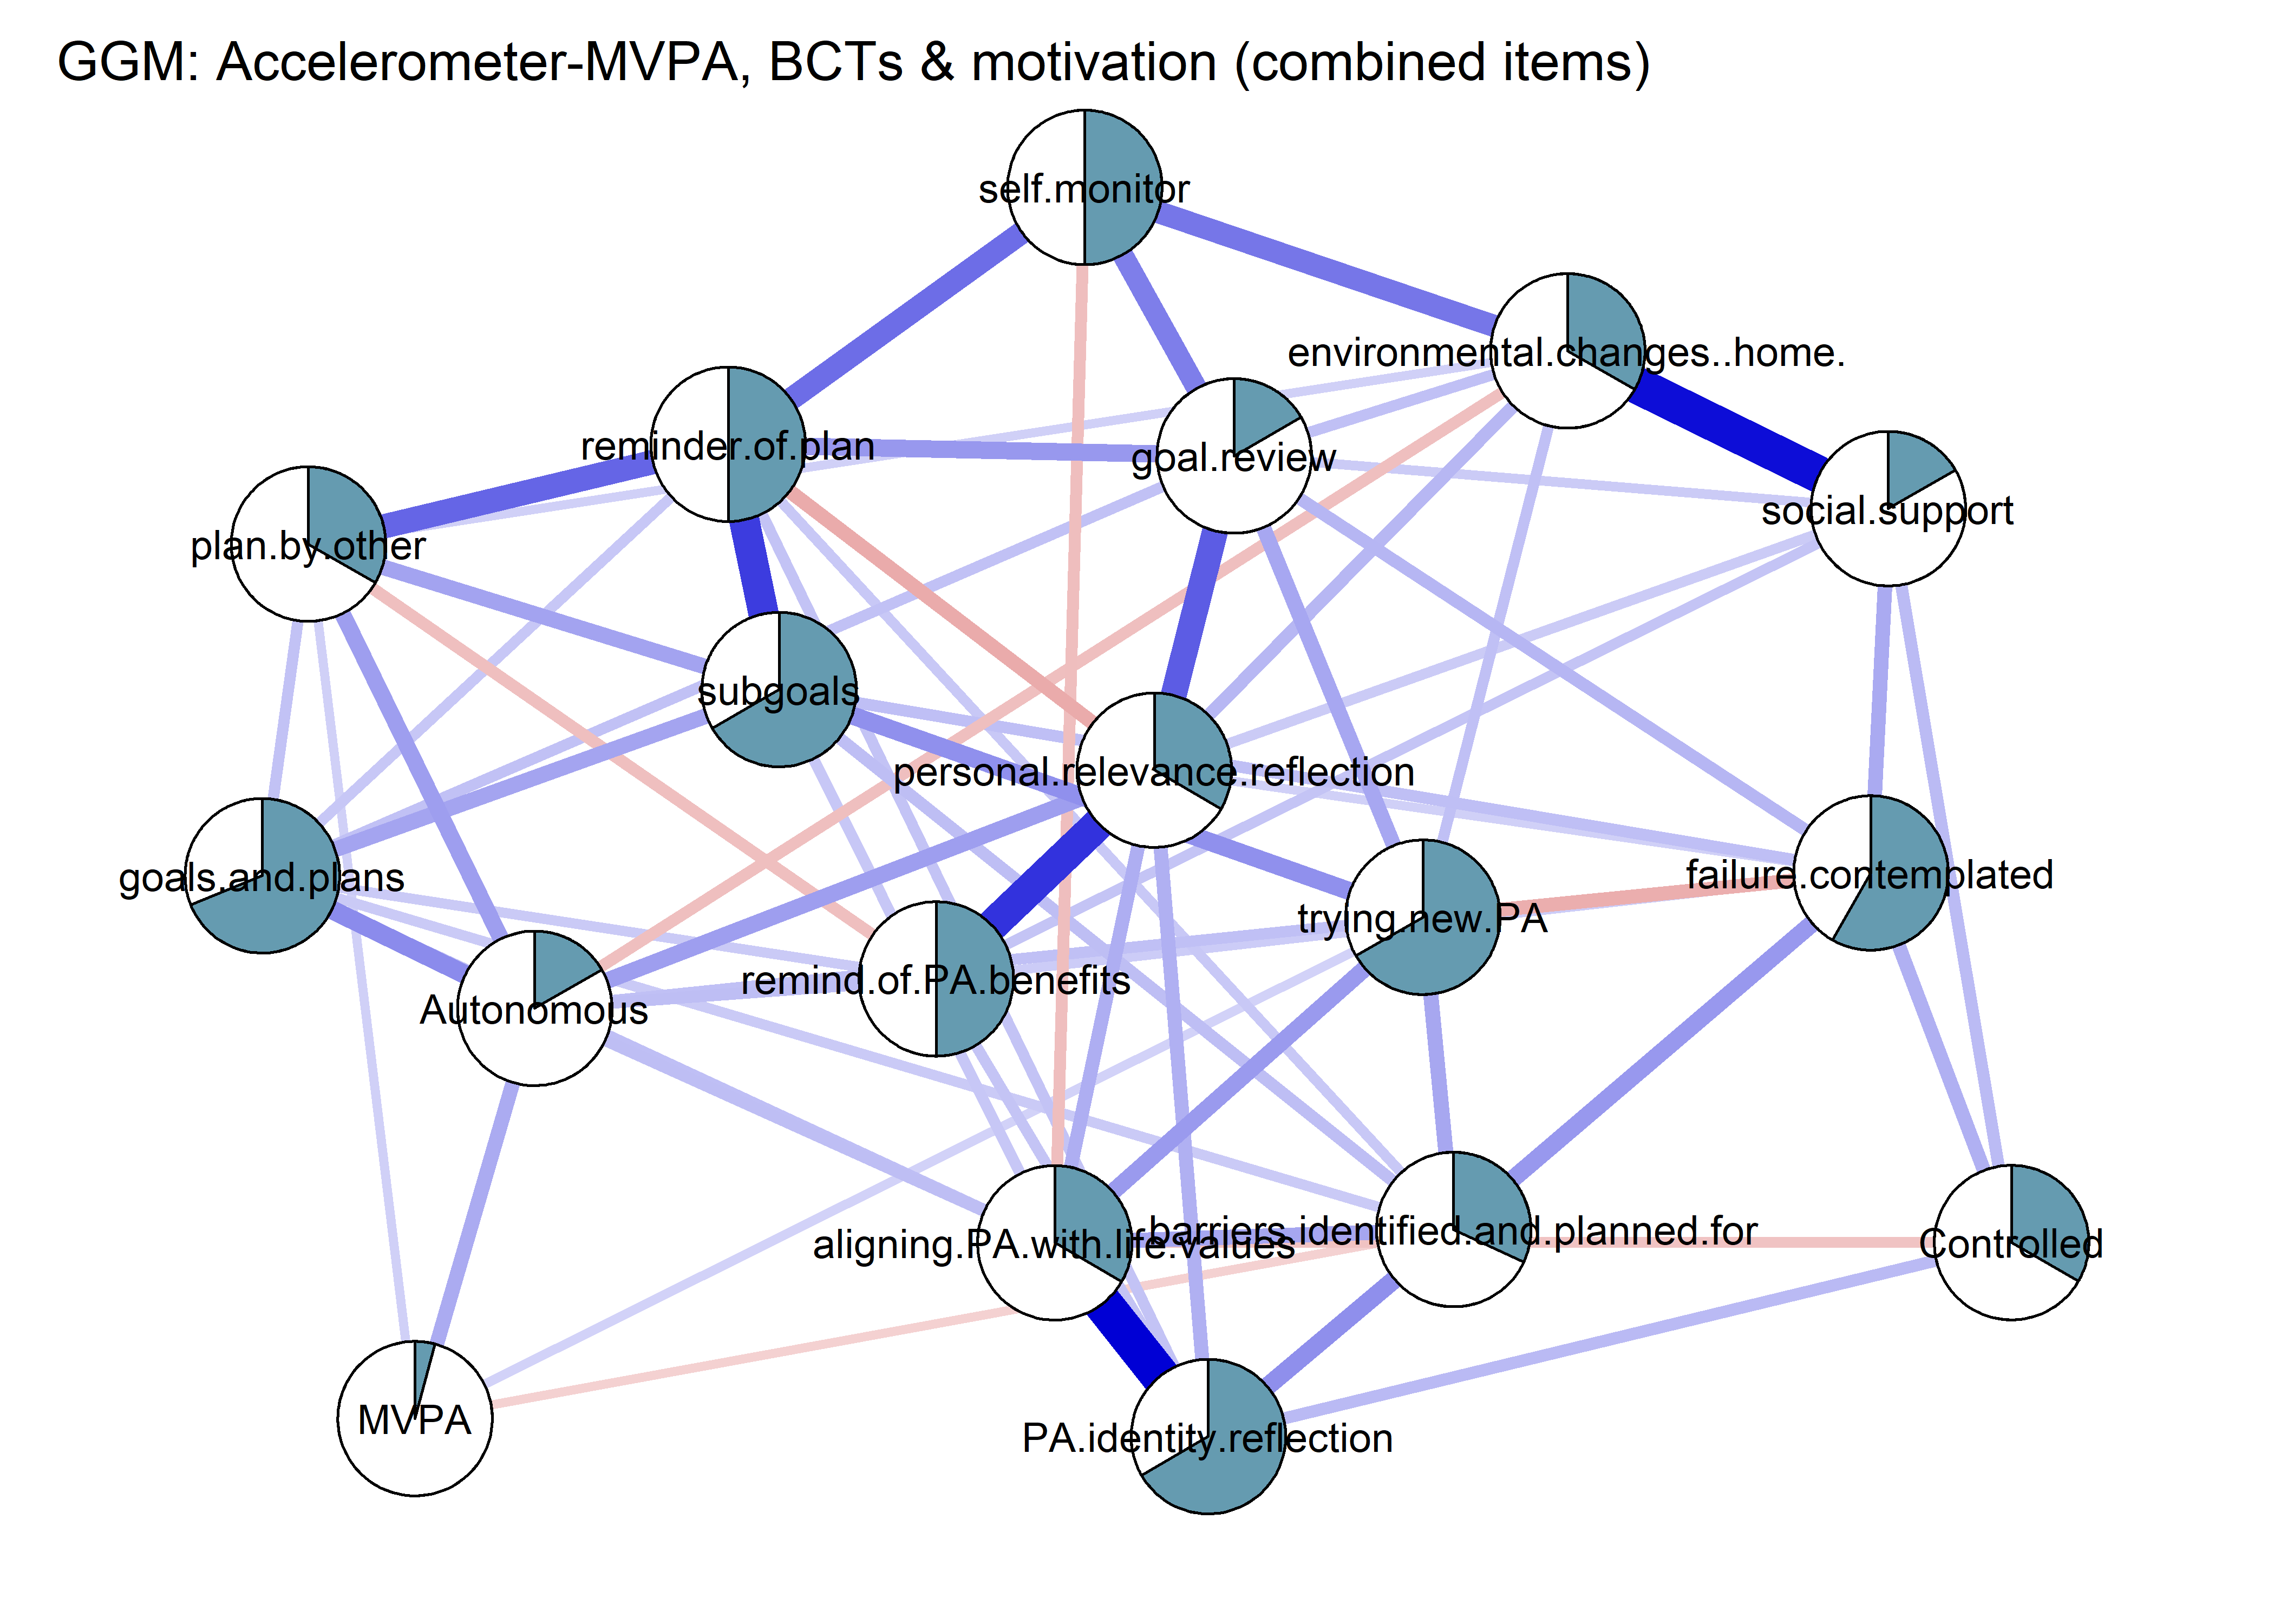 GGM: Accelerometer-MVPA, BCTs & motivation (combined items)
self.monitor
environmental.changes..home.
reminder.of.plan
goal.review
social.support
plan.by.other
subgoals
personal.relevance.reflection
goals.and.plans
failure.contemplated
trying.new.PA
remind.of.PA.benefits
Autonomous
barriers.identified.and.planned.for
aligning.PA.with.life.values
Controlled
MVPA
PA.identity.reflection